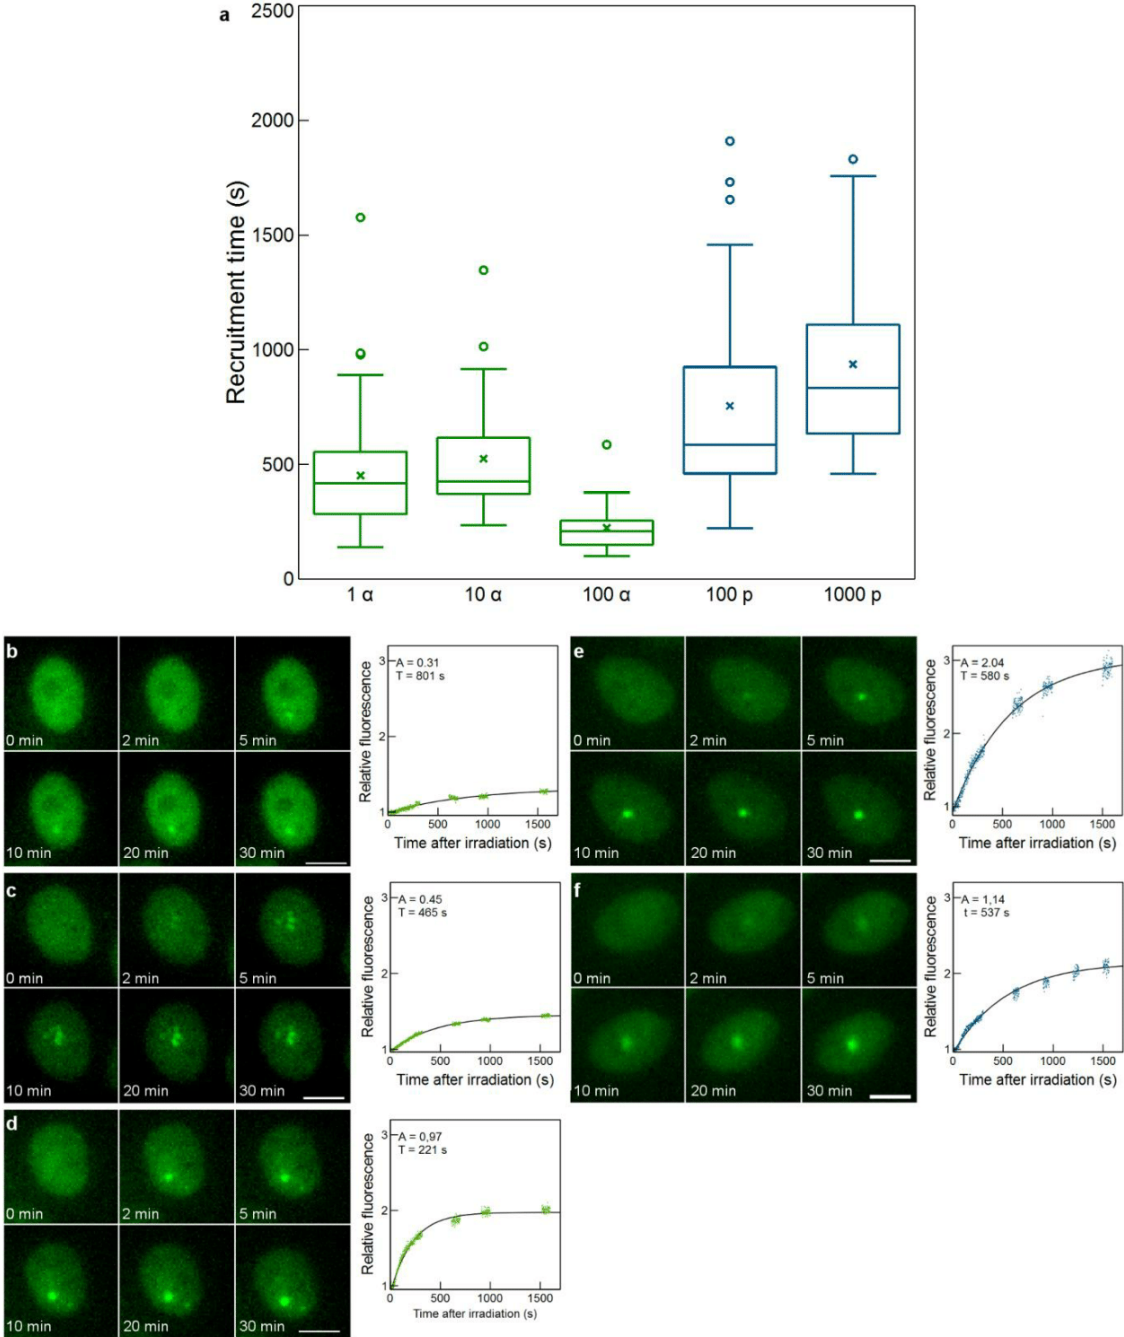 a
2500
2000
1500
1000
500
0
Recruitment time (s)
1 α
10 α
100 α
100 p
1000 p
b
0 min
2 min
5 min
10 min
20 min
30 min
Relative fluorescence
3
2
1
A = 0.31
T = 801 s
0
500
1000
1500
Time after irradiation (s)
e
0 min
2 min
5 min
10 min
20 min
30 min
Relative fluorescence
3
2
1
A = 2.04
T = 580 s
0
500
1000
1500
Time after irradiation (s)
c
0 min
2 min
5 min
10 min
20 min
30 min
Relative fluorescence
3
2
1
A = 0.45
T = 465 s
0
500
1000
1500
Time after irradiation (s)
f
0 min
2 min
5 min
10 min
20 min
30 min
Relative fluorescence
3
2
1
A = 1,14
t = 537 s
0
500
1000
1500
Time after irradiation (s)
d
0 min
2 min
5 min
10 min
20 min
30 min
Relative fluorescence
3
2
1
A = 0,97
T = 221 s
0
500
1000
1500
Time after irradiation (s)